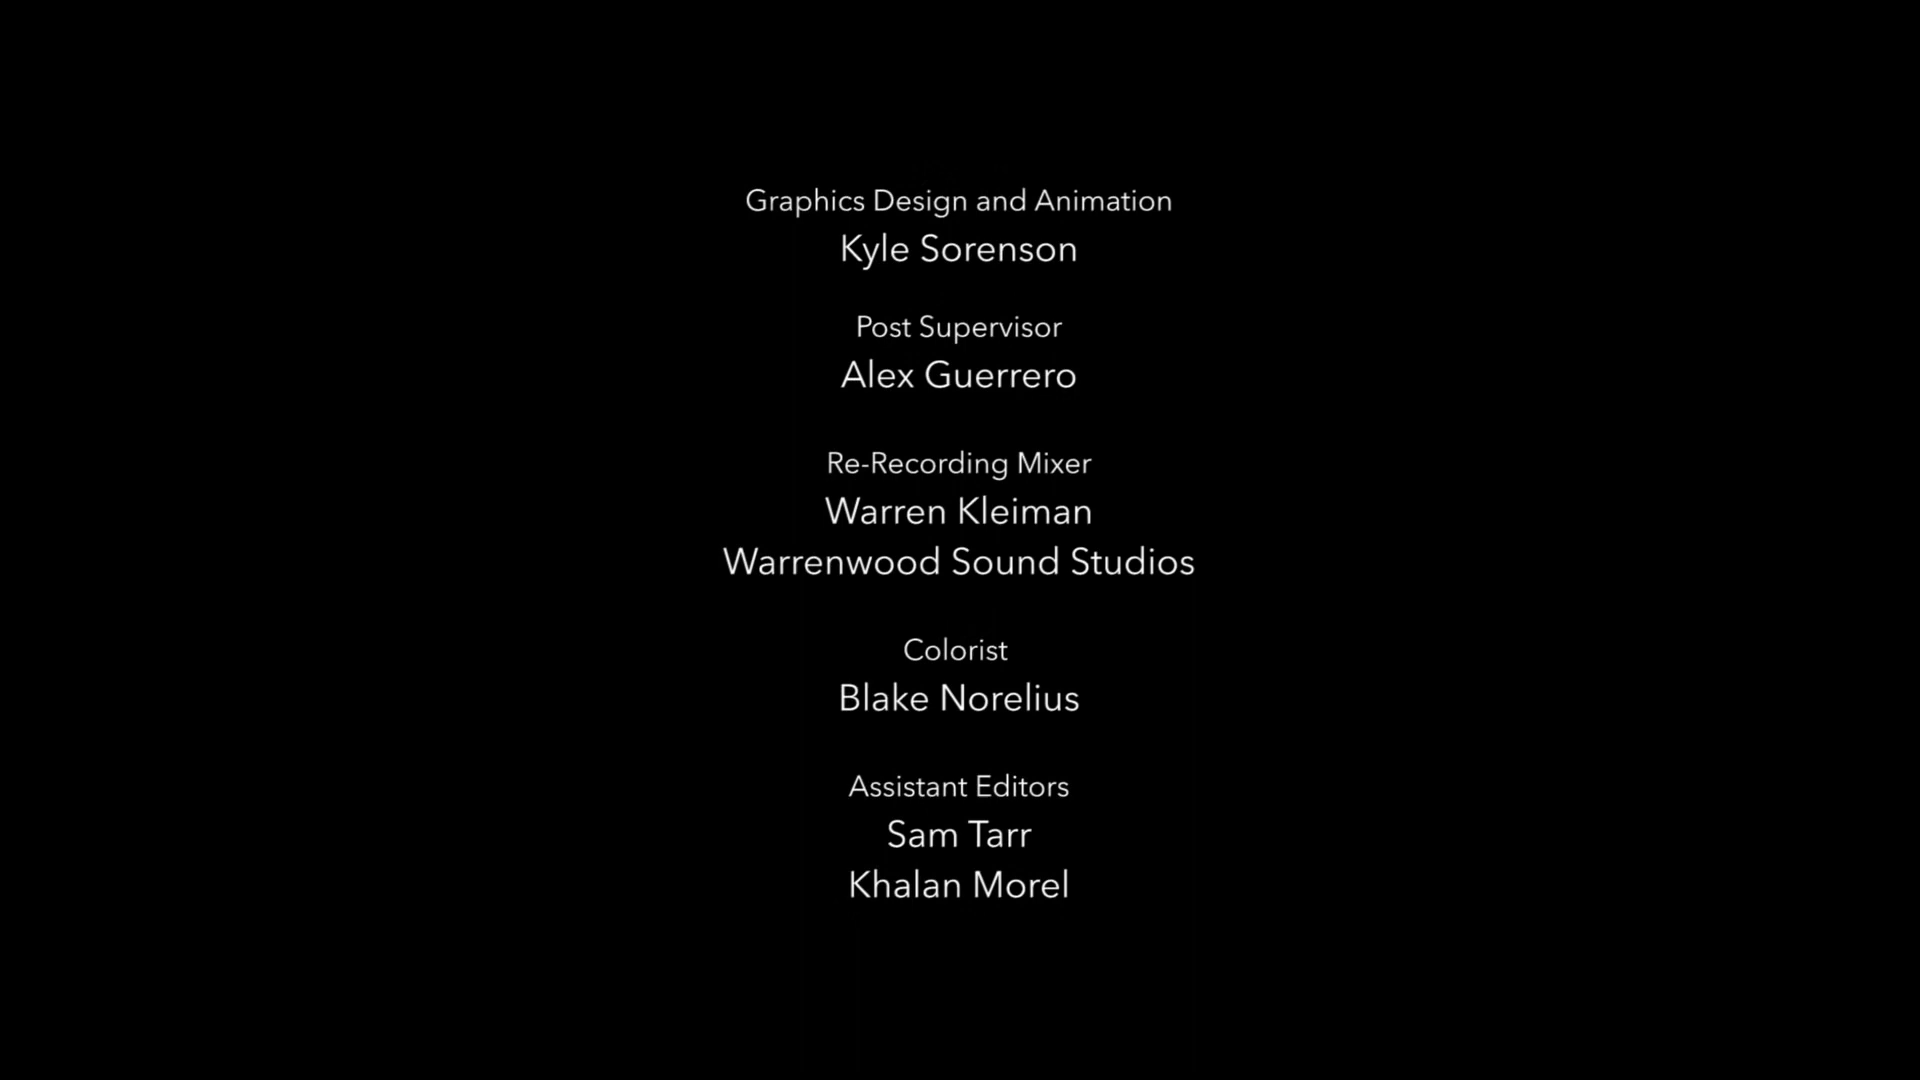 Graphics Design and Animation
Kyle Sorenson
Post Supervisor
Alex Guerrero
Re-Recording Mixer
Warren Kleiman
Warrenwood Sound Studios
Colorist
Blake Norelius
Assistant Editors
Sam Tarr
Khalan Morel